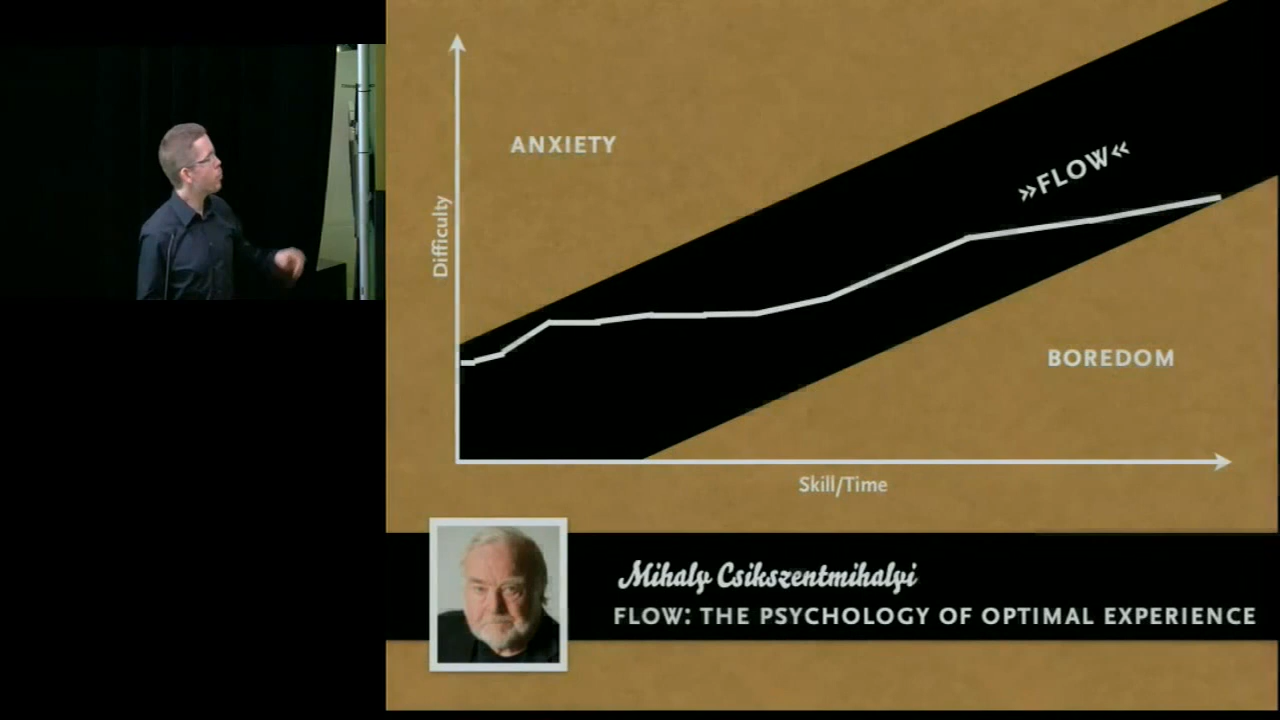 ANXIETY
»FLOW«
Difficulty
BOREDOM
Skill/Time
Mihaly Csikszentmihalyi
FLOW: THE PSYCHOLOGY OF OPTIMAL EXPERIENCE